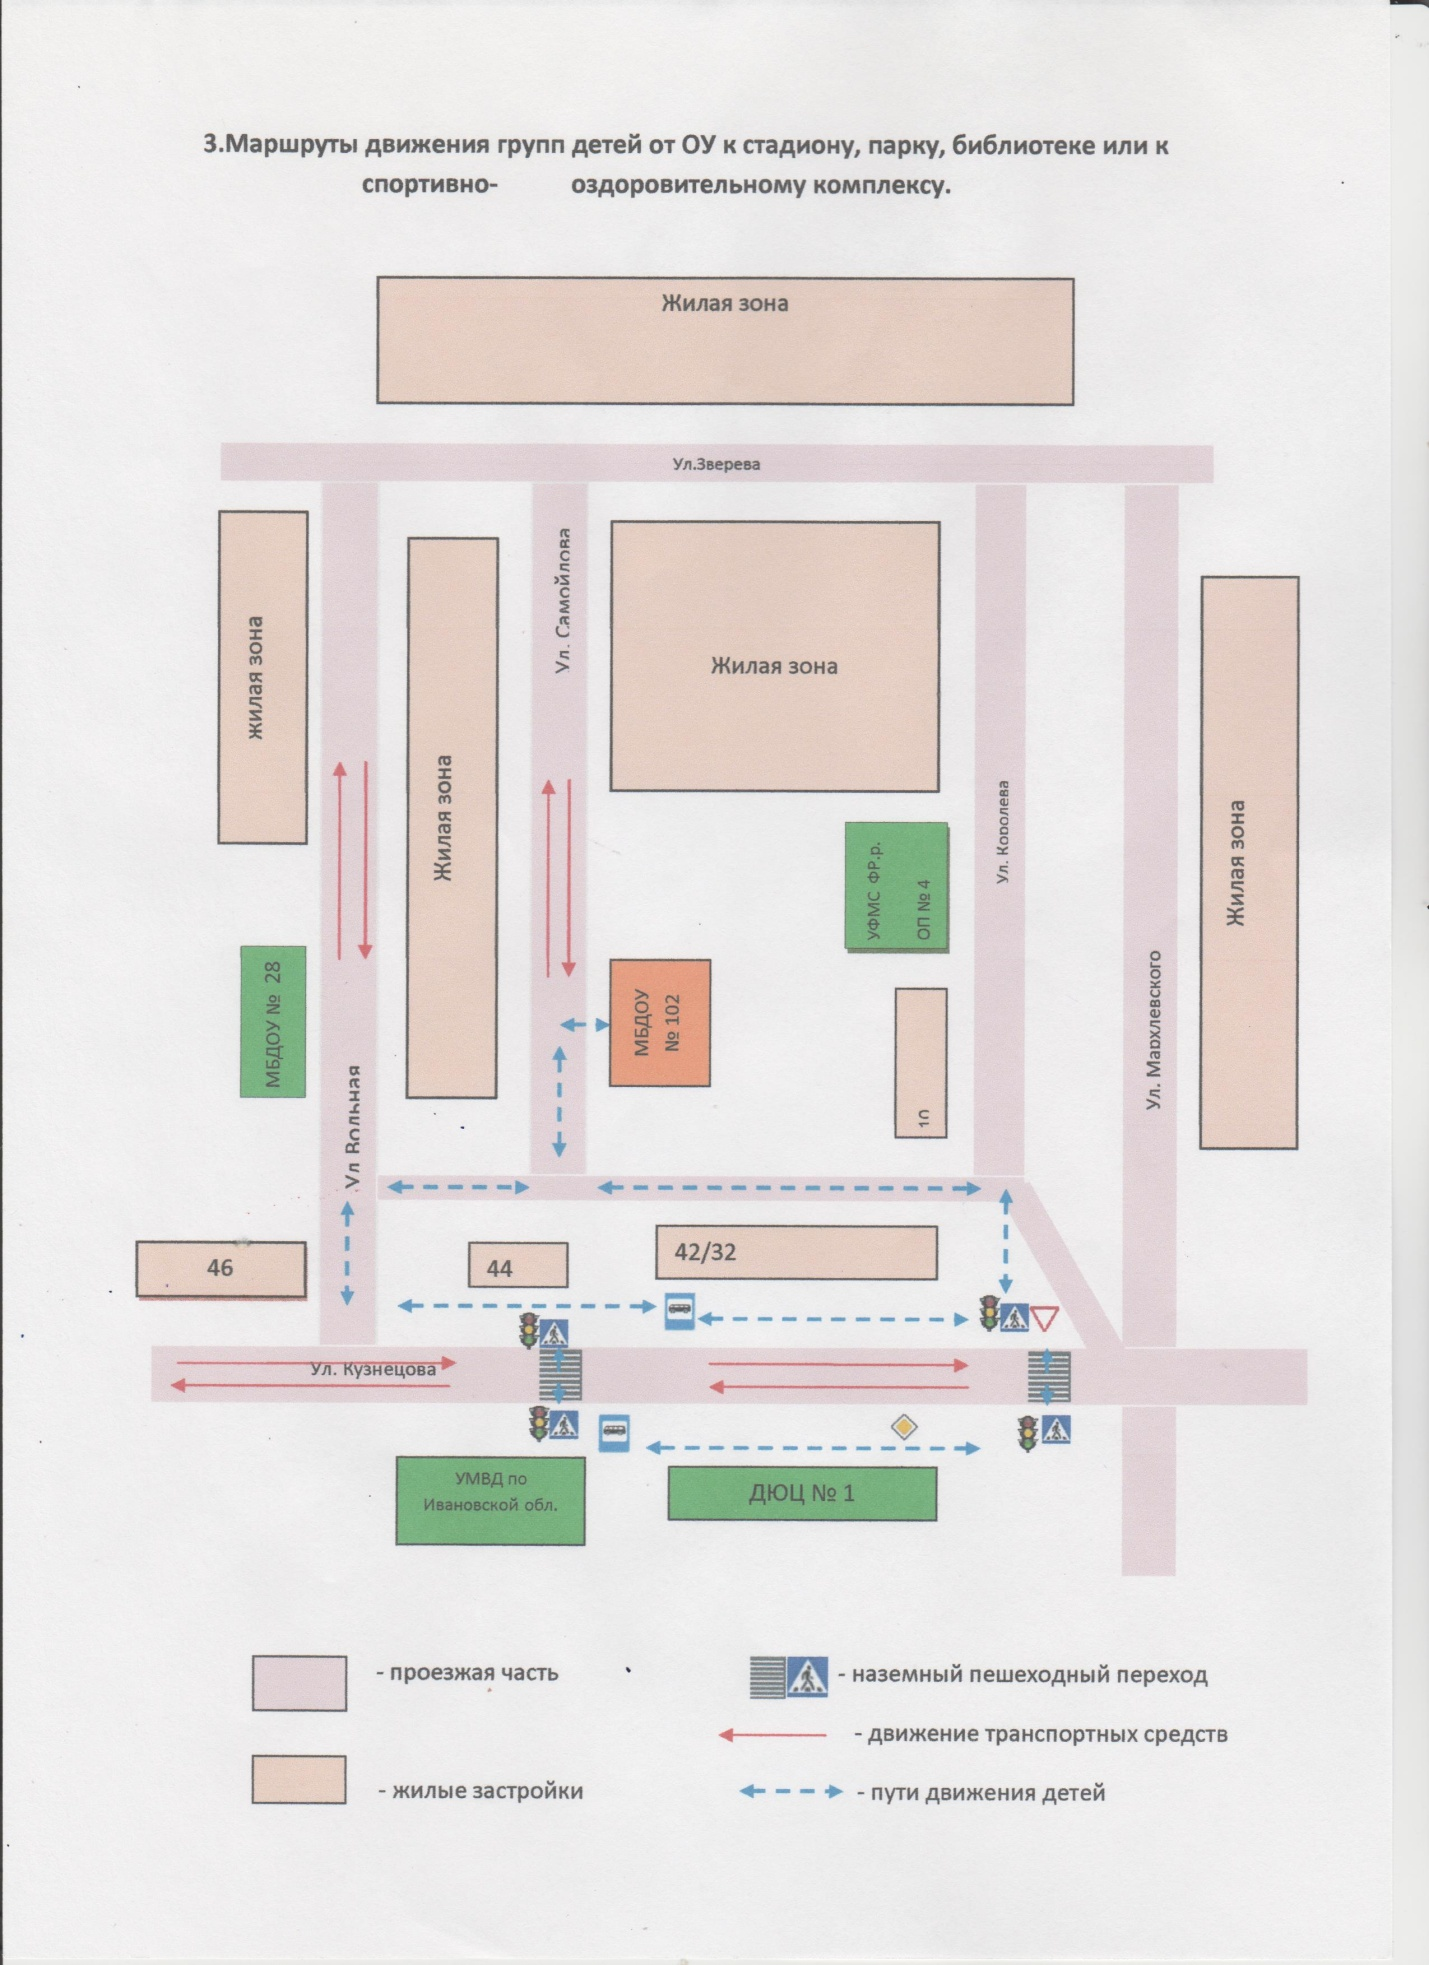 3.Маршруты движения групп детей от ОУ к стадиону, парку, библиотеке или к
спортивно- оздоровительному комплексу.
Жилая зона
Ул.Зверева
жилая зона
Жилая зона
Ул. Самойлова
Жилая зона
Ул. Королева
Жилая зона
УФМС ФР.р.
ОП № 4
МБДОУ № 28
МБДОУ
№ 102
10
Ул. Мархлевского
Ул Вольная
46
44
42/32
Ул. Кузнецова
УМВД по
Ивановской обл.
ДЮЦ № 1
- проезжая часть
- наземный пешеходный переход
- движение транспортных средств
- жилые застройки
- пути движения детей